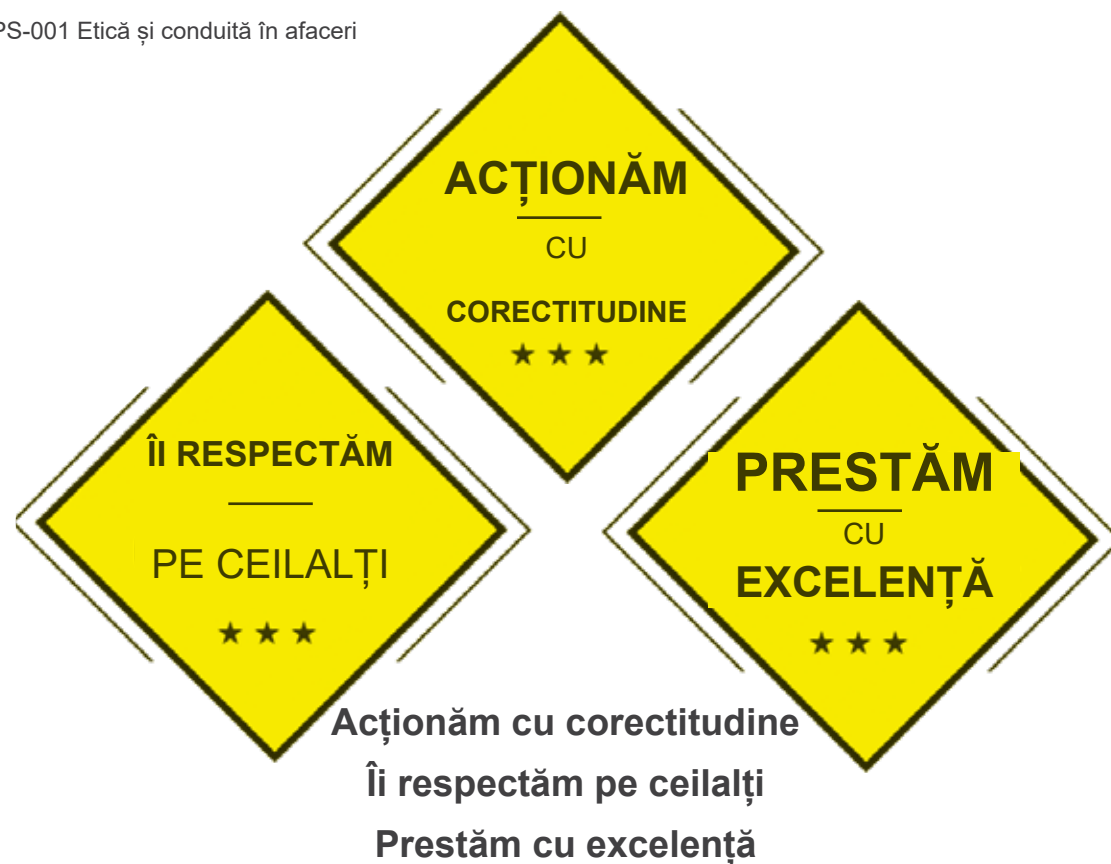 PS-001 Etică și conduită în afaceri
ACȚIONĂM
CU
CORECTITUDINE
ÎI RESPECTĂM
PE CEILALȚI
PRESTĂM
CU
EXCELENȚĂ
Acționăm cu corectitudine
Îi respectăm pe ceilalți
Prestăm cu excelență